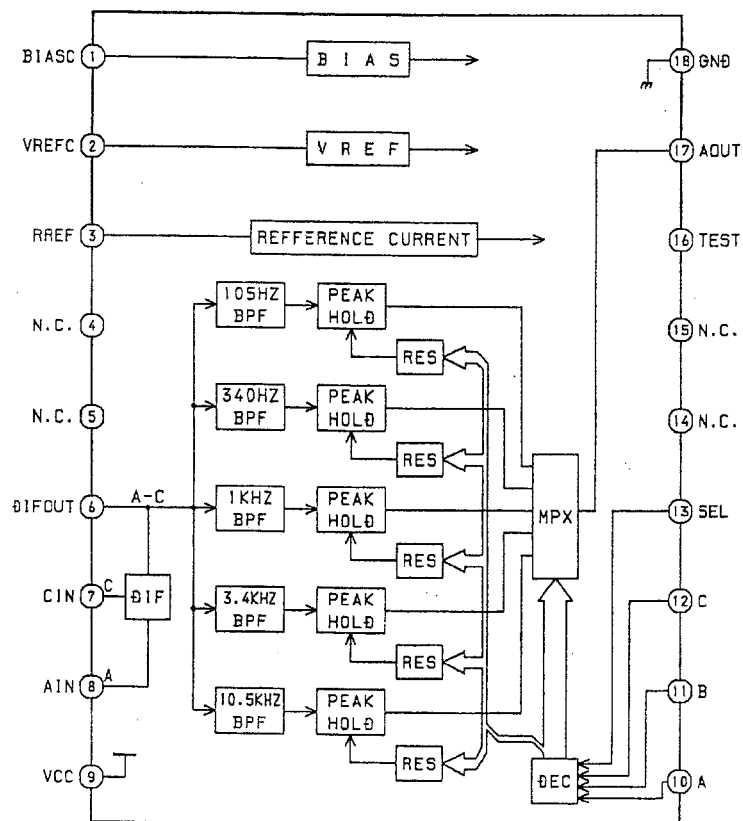 BIASC 1 BIAS 18 GND
VREFC 2 VREF 17 AOUT
RREF 3 REFFERENCE CURRENT 16 TEST
105HZ BPF
PEAK HOLD
RES
N.C. 4
15 N.C.
340HZ BPF
PEAK HOLD
RES
N.C. 5
14 N.C.
DIFOUT 6 A-C
1KHZ BPF
PEAK HOLD
RES
MPX
13 SEL
CIN 7 C DIF
3.4KHZ BPF
PEAK HOLD
RES
12 C
AIN 8 A
10.5KHZ BPF
PEAK HOLD
RES
11 B
VCC 9
DEC
10 A